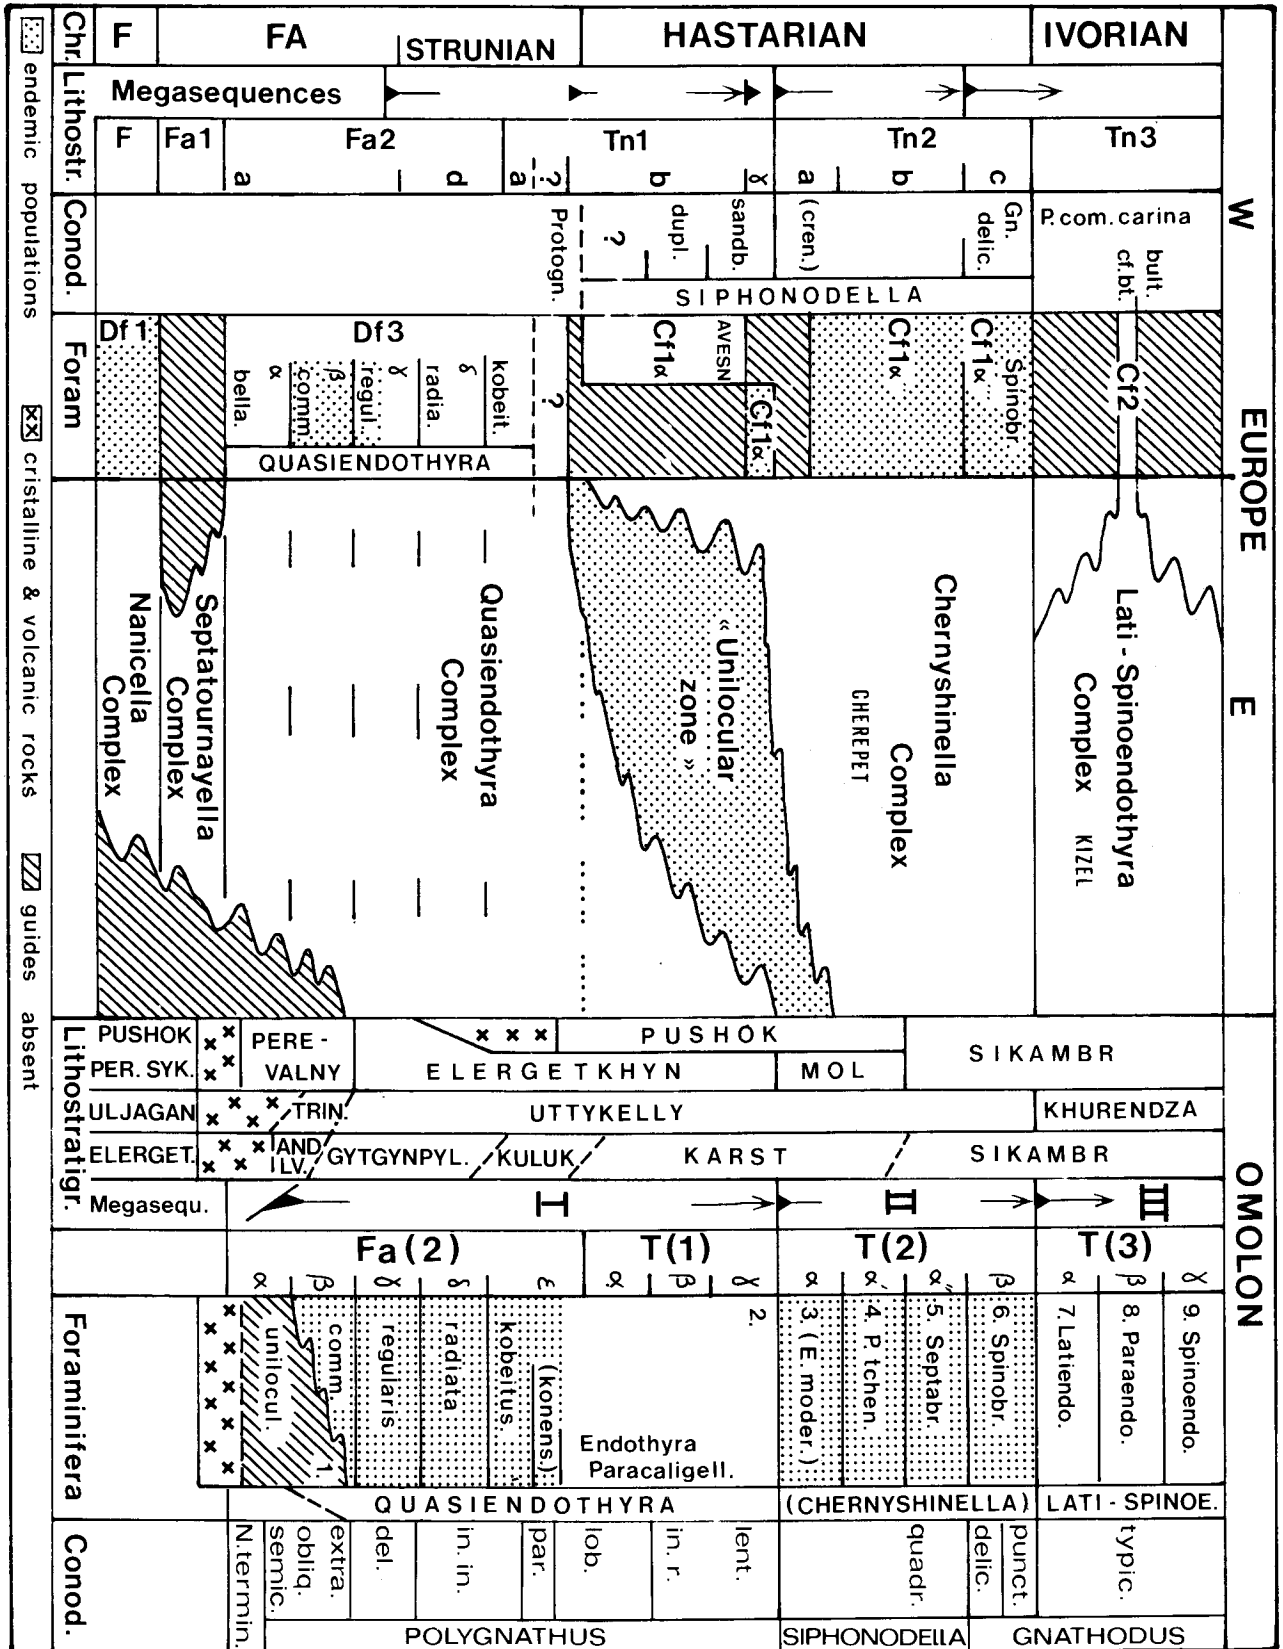 Chr.
F
FA
STRUNIAN
HASTARIAN
IVORIAN
Lithostr.
Megasequences
F
Fa1
Fa2
Tn1
Tn2
Tn3
a
d
a
?
b
γ
a
b
c
Conod.
Protogn.
?
dupl.
sandb.
(cren.)
Gn. delic.
P.com.carina
cf.bt. bult.
SIPHONODELLA
Foram
Df 1
Df3
bella.
α
comm
β
regul.
γ
radia.
δ
kobeit.
?
QUASIENDOTHYRA
Cf1α
AVESN
Cf1α
Cf1α
Cf1α
Spinobr.
Cf2
W
EUROPE
E
Nanicella
Complex
Septatournayella
Complex
Quasiendothyra
Complex
« Unilocular
zone »
Chernyshinella
Complex
CHEREPET
Lati-Spinoendothyra
Complex
KIZEL
Lithostratigr.
PUSHOK
PER. SYK.
x x
x x
PERE-
VALNY
x x x
PUSHOK
ELERGETKHYN
MOL
SIKAMBR
ULJAGAN
x x x x
TRIN.
UTTYKELLY
KHURENDZA
ELERGET.
x x x x
AND
LV.
GYTGYNPYL.
KULUK
KARST
SIKAMBR
Megasequ.
I
II
III
OMOLON
Fa(2)
T(1)
T(2)
T(3)
α
β
γ
δ
ε
α
β
γ
α
α'
α"
β
α
β
γ
Foraminifera
unilocul.
1.
comm
regularis
radiata
kobeitus.
(konens.)
2.
Endothyra
Paracaligell.
3. (E. moder.)
4. P. tchen.
5. Septabr.
6. Spinobr.
7. Latiendo.
8. Paraendo.
9. Spinoendo.
QUASIENDOTHYRA
(CHERNYSHINELLA)
LATI-SPINOE.
Conod.
N.termin.
semic.
obliq.
extra.
del.
in. in.
par.
lob.
in. r.
lent.
quadr.
delic.
punct.
typic.
POLYGNATHUS
SIPHONODELLA
GNATHODUS
endemic populations
xx cristalline & volcanic rocks
guides absent